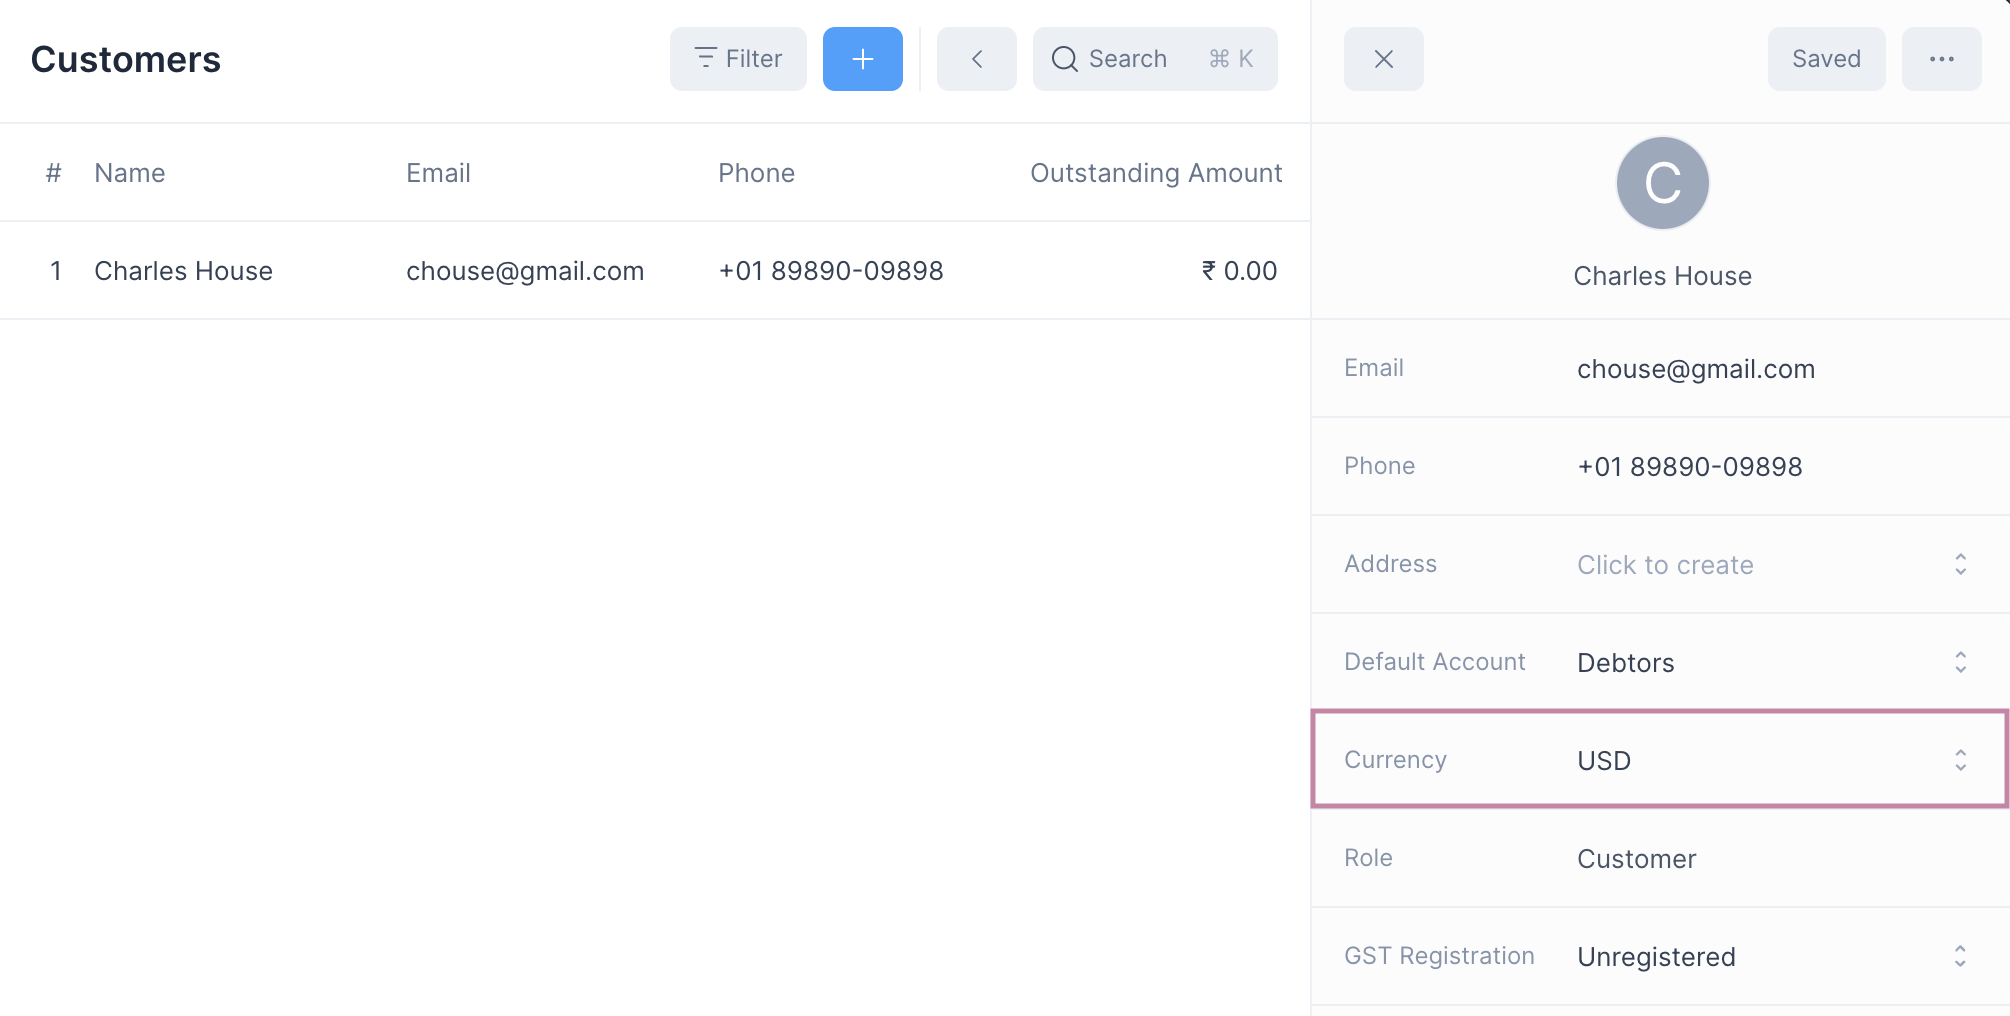 Customers
Filter
Search ⌘ K
Saved
# Name Email Phone Outstanding Amount
1 Charles House chouse@gmail.com +01 89890-09898 ₹ 0.00
C
Charles House
Email chouse@gmail.com
Phone +01 89890-09898
Address Click to create
Default Account Debtors
Currency USD
Role Customer
GST Registration Unregistered